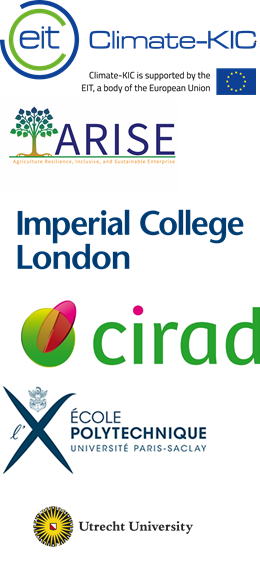 eit Climate-KIC
Climate-KIC is supported by the
EIT, a body of the European Union
ARISE
Agriculture Resilience, Inclusive, and Sustainable Enterprise
Imperial College
London
cirad
l'X
ÉCOLE
POLYTECHNIQUE
UNIVERSITÉ PARIS-SACLAY
Utrecht University